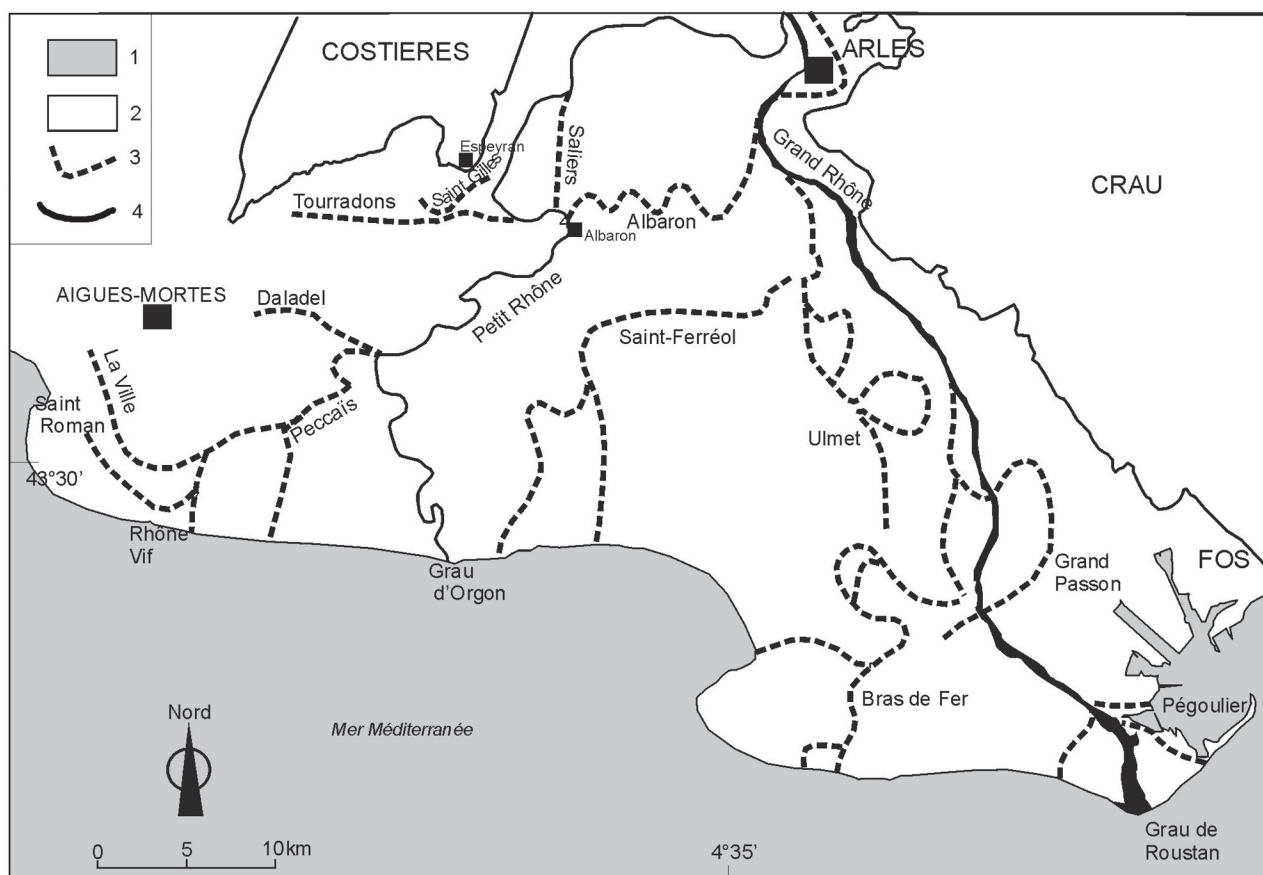 1
2
3
4
COSTIERES
ARLES
Espeyran
Saint Gilles
Saliers
Grand Rhône
CRAU
Tourradons
2
Albaron
Albaron
AIGUES-MORTES
Daladel
Petit Rhône
Saint-Ferréol
La Ville
Saint
Roman
Peccaïs
Ulmet
43°30’
Rhône
Vif
Grau
d’Orgon
Grand
Passon
FOS
Bras de Fer
Pégoulier
Nord
Mer Méditerranée
0 5 10km
4°35’
Grau de
Roustan